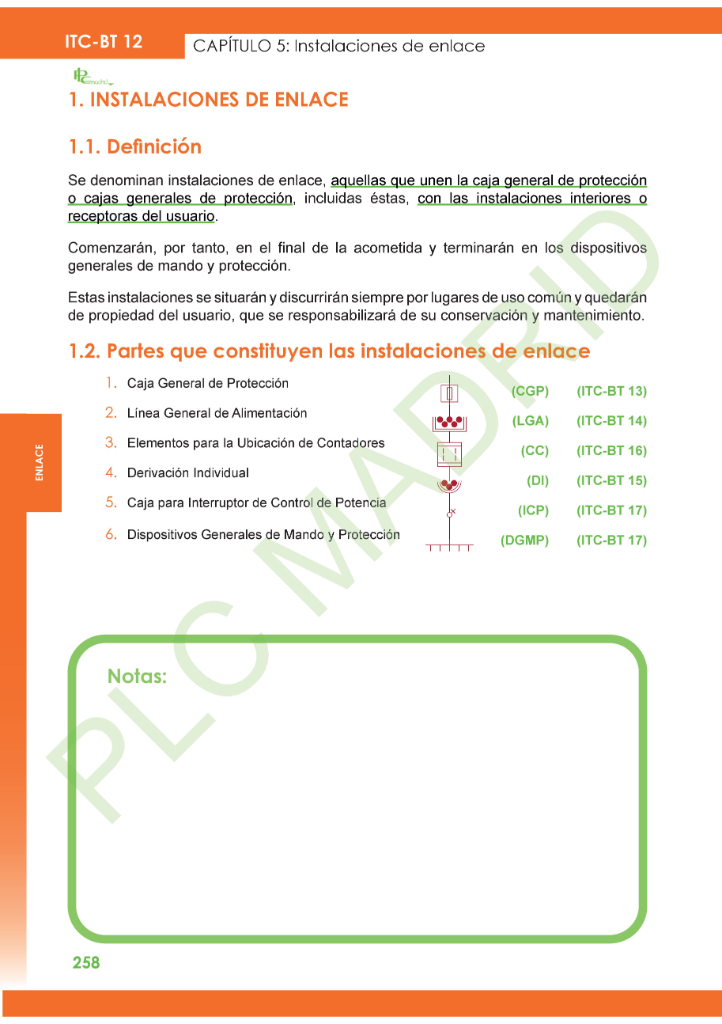 ITC-BT 12
CAPÍTULO 5: Instalaciones de enlace
1. INSTALACIONES DE ENLACE
1.1. Definición
Se denominan instalaciones de enlace, aquellas que unen la caja general de protección
o cajas generales de protección, incluidas éstas, con las instalaciones interiores o
receptoras del usuario.
Comenzarán, por tanto, en el final de la acometida y terminarán en los dispositivos
generales de mando y protección.
Estas instalaciones se situarán y discurrirán siempre por lugares de uso común y quedarán
de propiedad del usuario, que se responsabilizará de su conservación y mantenimiento.
1.2. Partes que constituyen las instalaciones de enlace
1. Caja General de Protección (CGP) (ITC-BT 13)
2. Línea General de Alimentación (LGA) (ITC-BT 14)
3. Elementos para la Ubicación de Contadores (CC) (ITC-BT 16)
4. Derivación Individual (DI) (ITC-BT 15)
5. Caja para Interruptor de Control de Potencia (ICP) (ITC-BT 17)
6. Dispositivos Generales de Mando y Protección (DGMP) (ITC-BT 17)
ENLACE
Notas:
PLC MADRID
258